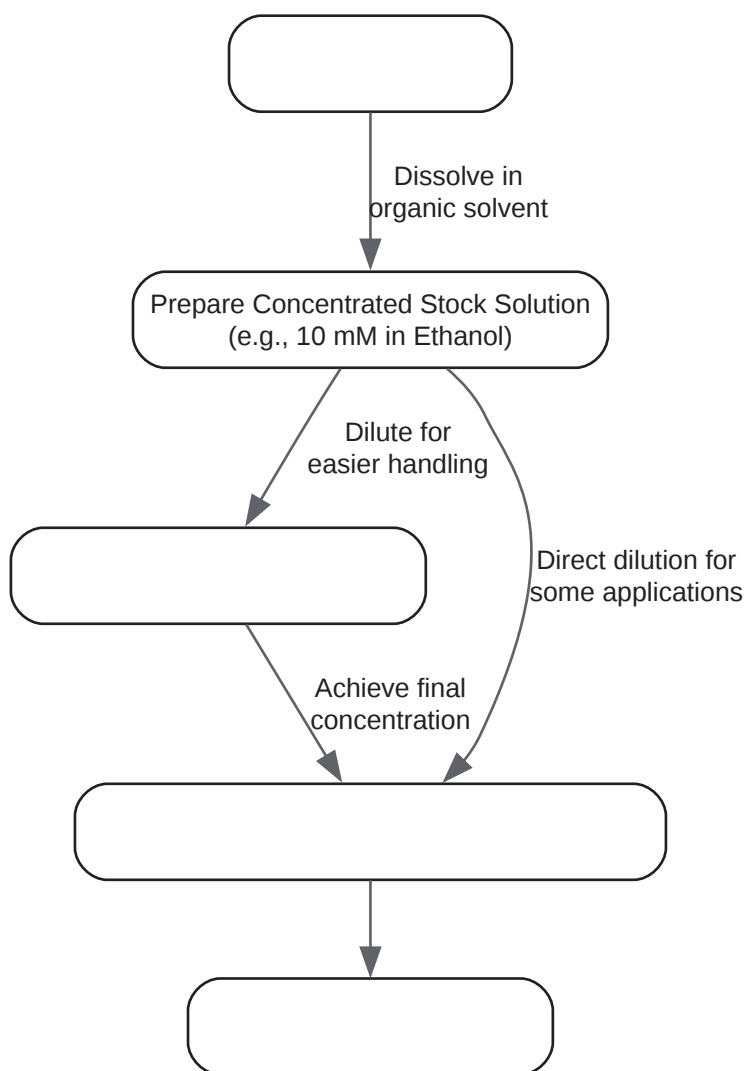 Dissolve in
organic solvent
Prepare Concentrated Stock Solution
(e.g., 10 mM in Ethanol)
Dilute for
easier handling
Direct dilution for
some applications
Achieve final
concentration